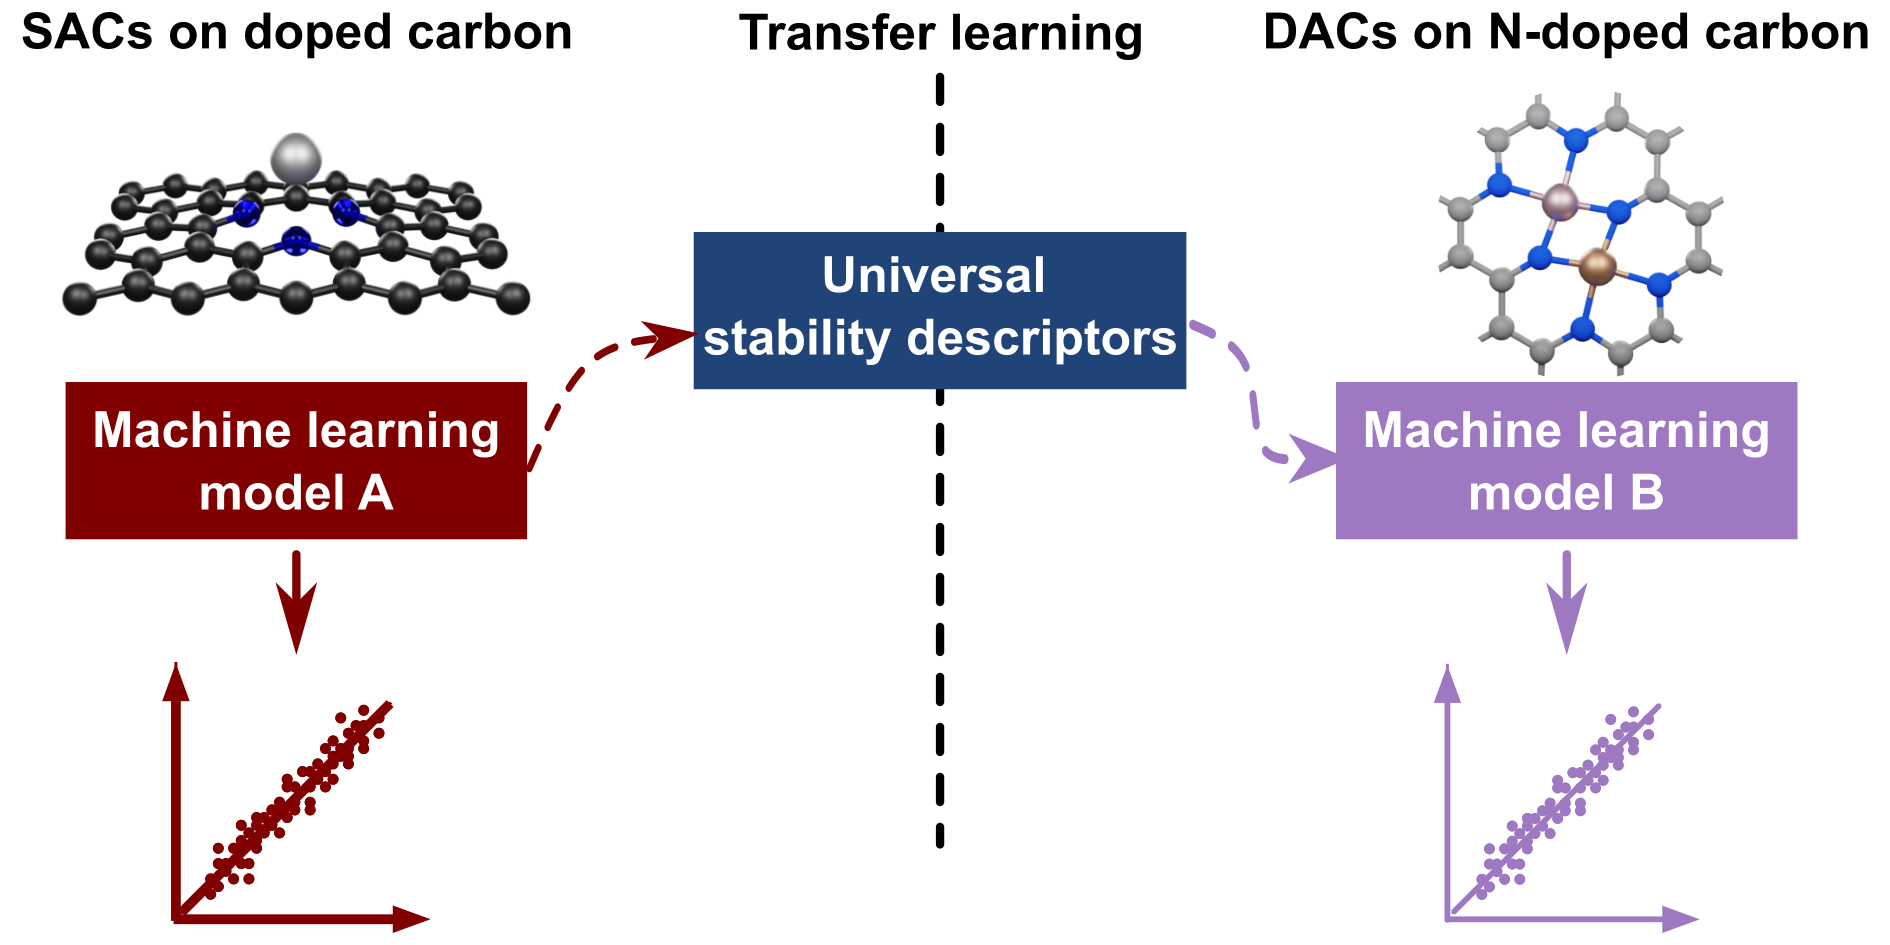 SACs on doped carbon
Transfer learning
DACs on N-doped carbon
Universal
stability descriptors
Machine learning
model A
Machine learning
model B